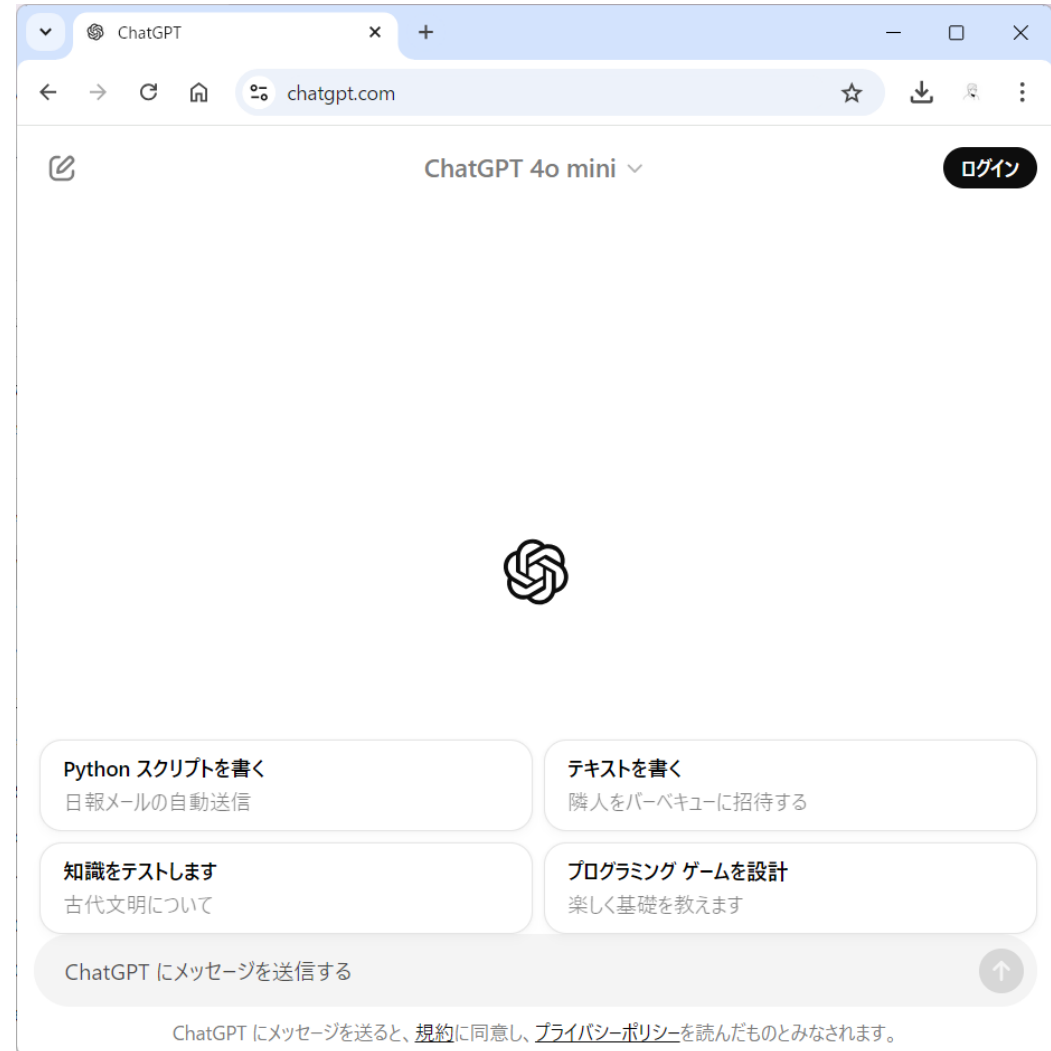 ChatGPT
chatgpt.com
ChatGPT 4o mini
ログイン
Python スクリプトを書く
日報メールの自動送信
テキストを書く
隣人をバーベキューに招待する
知識をテストします
古代文明について
プログラミング ゲームを設計
楽しく基礎を教えます
ChatGPT にメッセージを送信する
ChatGPT にメッセージを送ると、規約に同意し、プライバシーポリシーを読んだものとみなされます。